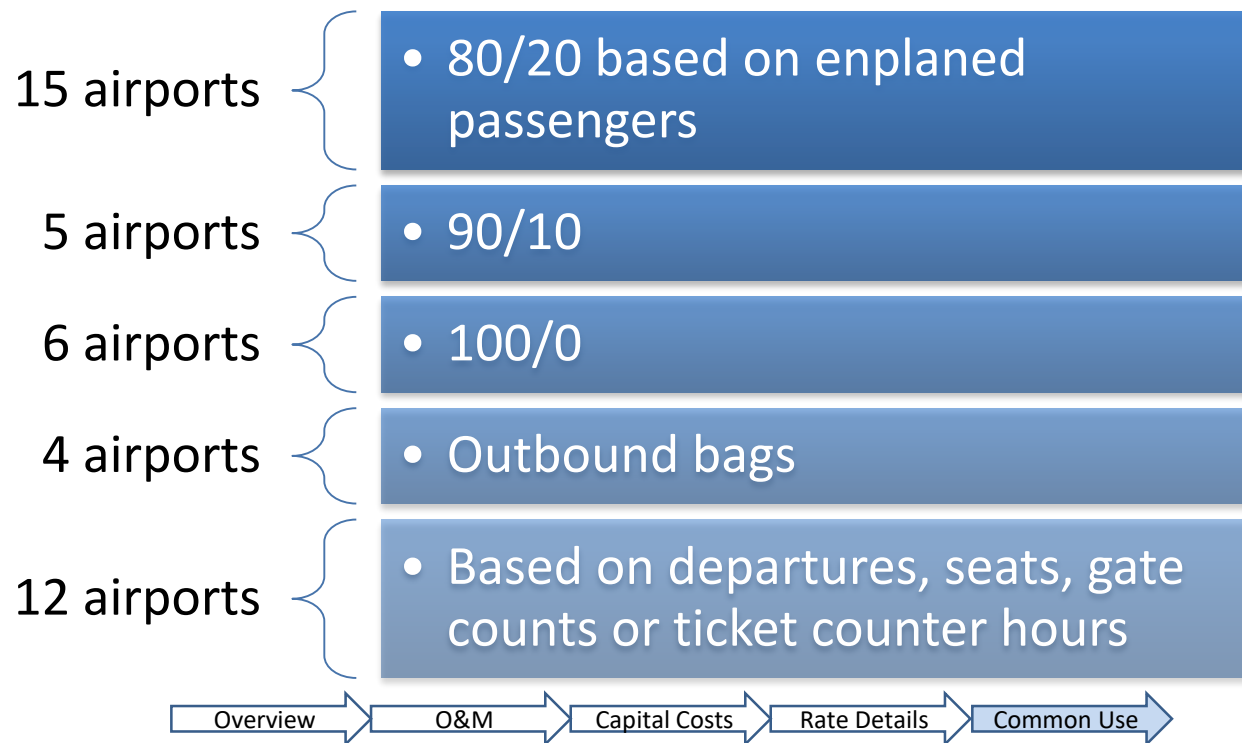 15 airports
• 80/20 based on enplaned
passengers
5 airports
• 90/10
6 airports
• 100/0
4 airports
• Outbound bags
12 airports
• Based on departures, seats, gate
counts or ticket counter hours
Overview
O&M
Capital Costs
Rate Details
Common Use